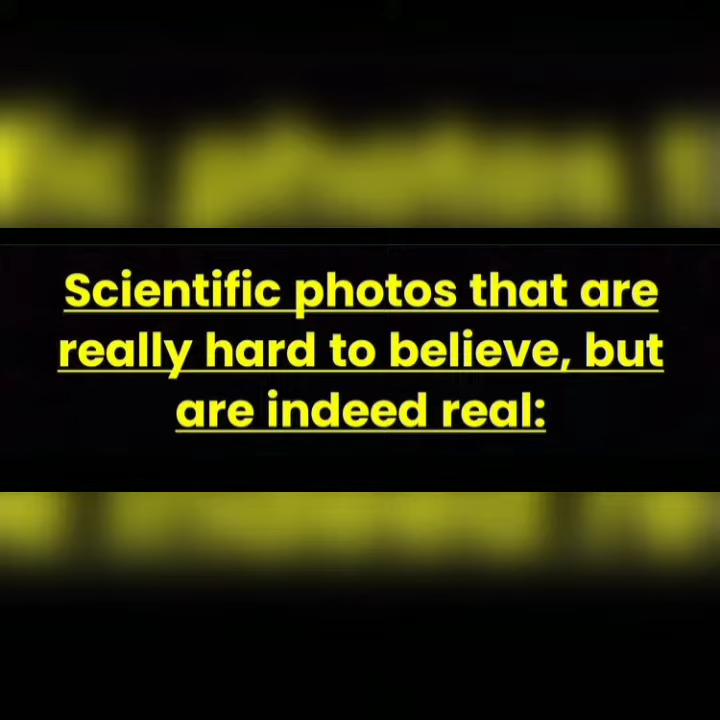 Scientific photos that are
really hard to believe, but
are indeed real: